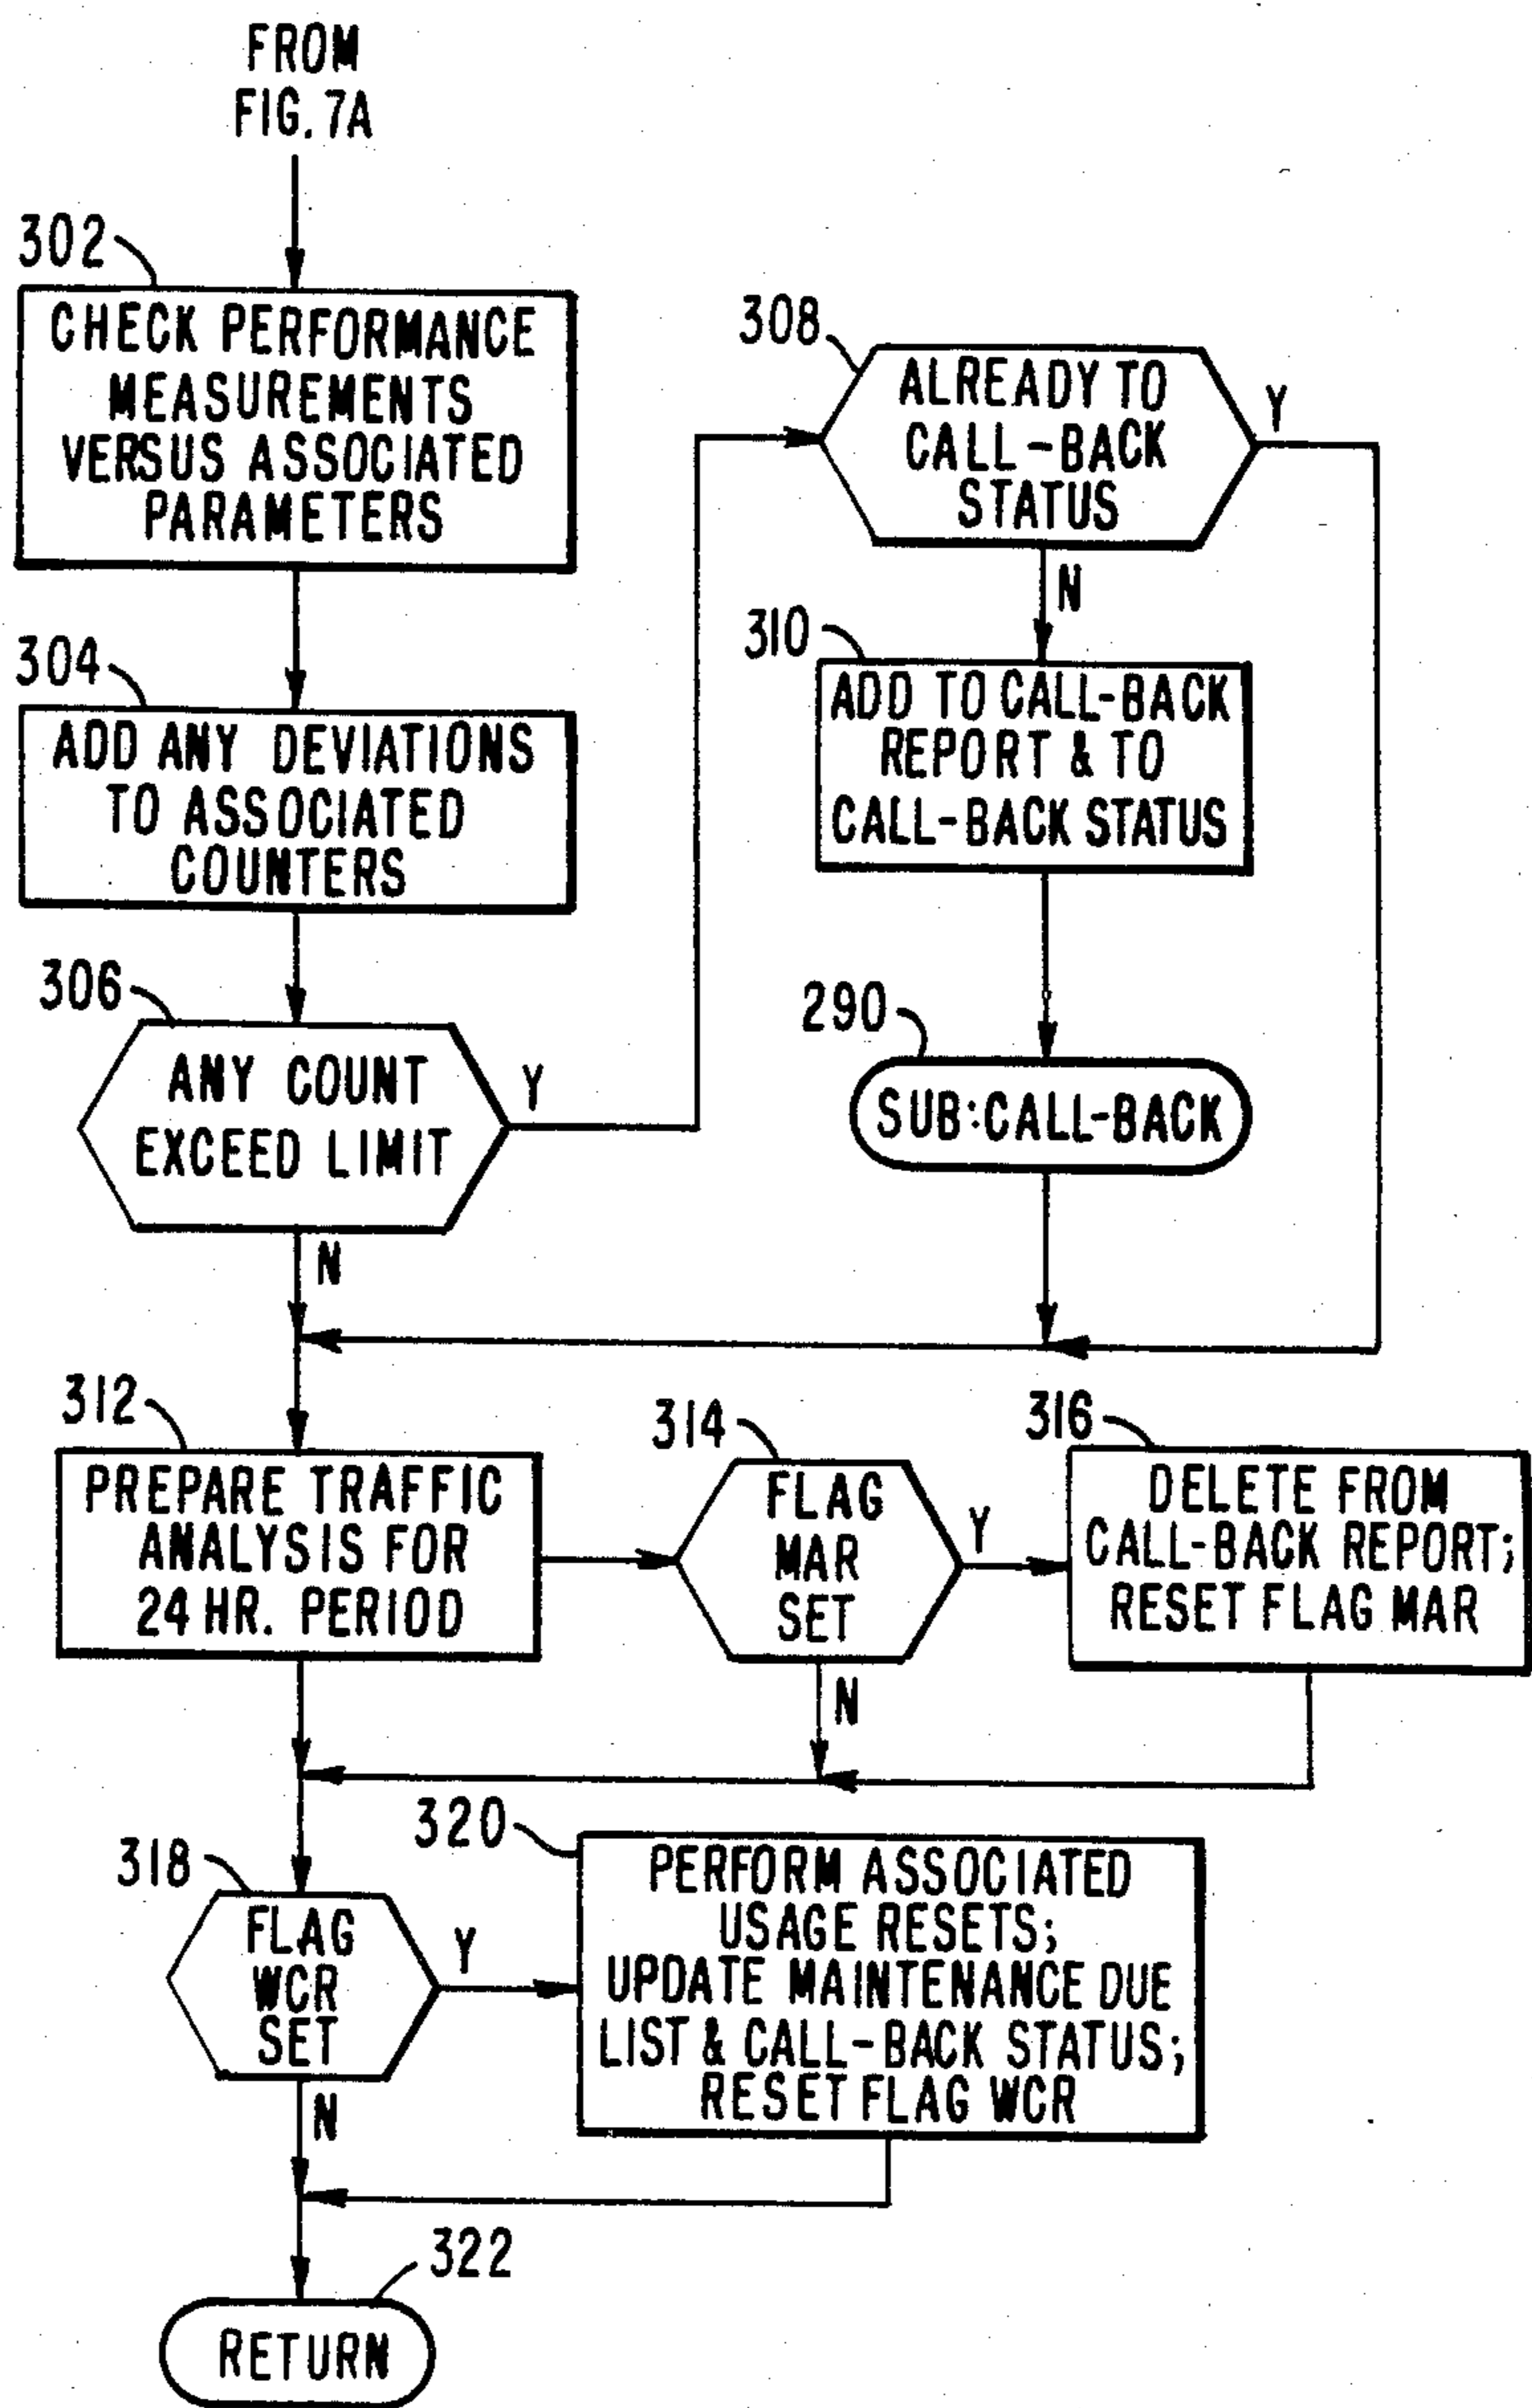 FROM
FIG. 7A
302
CHECK PERFORMANCE
MEASUREMENTS
VERSUS ASSOCIATED
PARAMETERS
304
ADD ANY DEVIATIONS
TO ASSOCIATED
COUNTERS
306
ANY COUNT
EXCEED LIMIT
Y
N
308
ALREADY TO
CALL-BACK
STATUS
Y
N
310
ADD TO CALL-BACK
REPORT & TO
CALL-BACK STATUS
290
SUB:CALL-BACK
312
PREPARE TRAFFIC
ANALYSIS FOR
24 HR. PERIOD
314
FLAG
MAR
SET
Y
N
316
DELETE FROM
CALL-BACK REPORT;
RESET FLAG MAR
318
FLAG
WCR
SET
Y
N
320
PERFORM ASSOCIATED
USAGE RESETS;
UPDATE MAINTENANCE DUE
LIST & CALL-BACK STATUS;
RESET FLAG WCR
322
RETURN